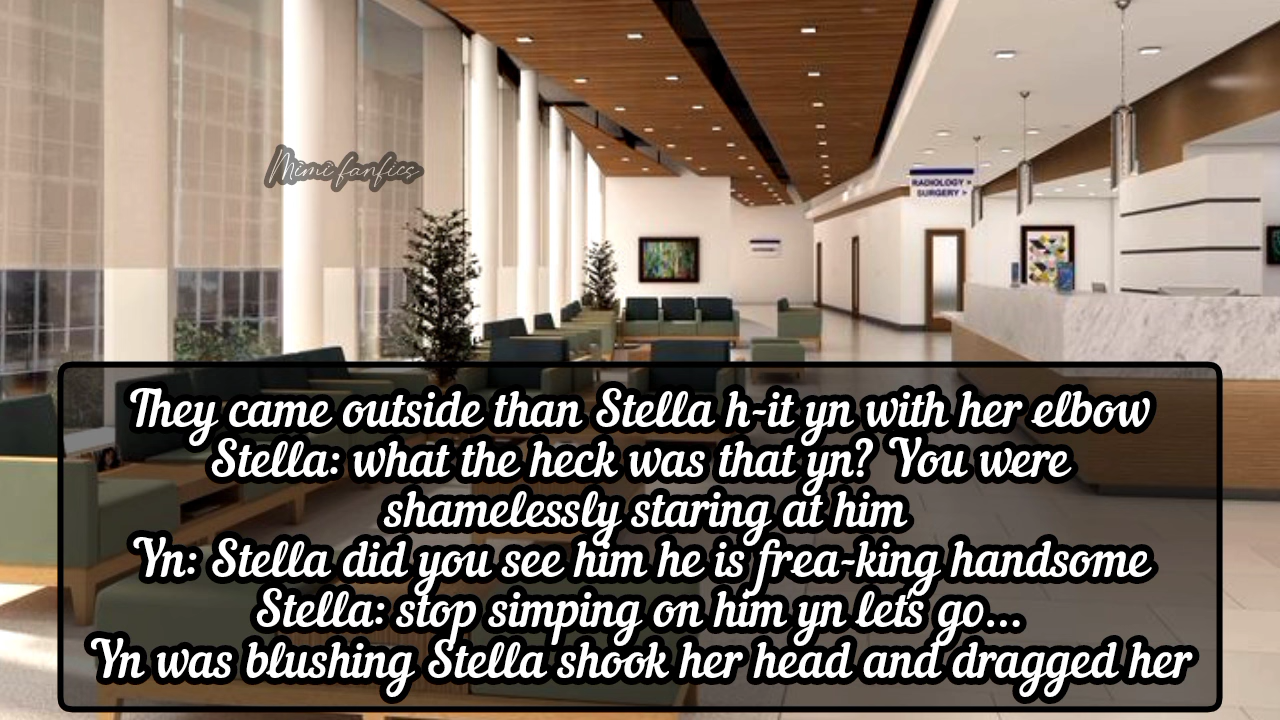 Mimi fanfics
RADIOLOGY >
SURGERY >
They came outside than Stella h-it yn with her elbow
Stella: what the heck was that yn? You were
shamelessly staring at him
Yn: Stella did you see him he is frea-king handsome
Stella: stop simping on him yn lets go...
Yn was blushing Stella shook her head and dragged her